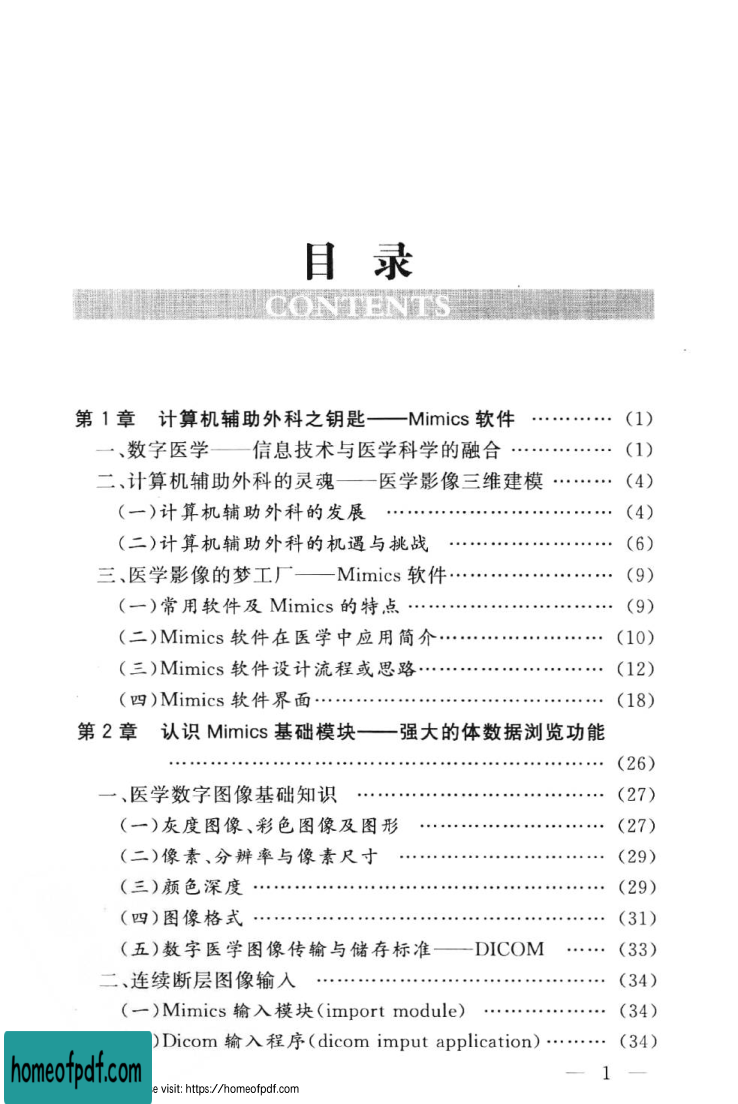 目 录
CONTENTS
第 1 章 计算机辅助外科之钥匙——Mimics 软件 ………… (1)
一、数字医学——信息技术与医学科学的融合 …………… (1)
二、计算机辅助外科的灵魂——医学影像三维建模 ……… (4)
(一)计算机辅助外科的发展 …………………………… (4)
(二)计算机辅助外科的机遇与挑战 …………………… (6)
三、医学影像的梦工厂——Mimics 软件…………………… (9)
(一)常用软件及 Mimics 的特点 ………………………… (9)
(二)Mimics 软件在医学中应用简介…………………… (10)
(三)Mimics 软件设计流程或思路……………………… (12)
(四)Mimics 软件界面…………………………………… (18)
第 2 章 认识 Mimics 基础模块——强大的体数据浏览功能
……………………………………………………… (26)
一、医学数字图像基础知识 ……………………………… (27)
(一)灰度图像、彩色图像及图形 ……………………… (27)
(二)像素、分辨率与像素尺寸 ………………………… (29)
(三)颜色深度 …………………………………………… (29)
(四)图像格式 …………………………………………… (31)
(五)数字医学图像传输与储存标准——DICOM …… (33)
二、连续断层图像输入 …………………………………… (34)
(一)Mimics 输入模块(import module) ……………… (34)
)Dicom 输入程序(dicom imput application)……… (34)
— 1 —
homeofpdf.com
e visit: https://homeofpdf.com